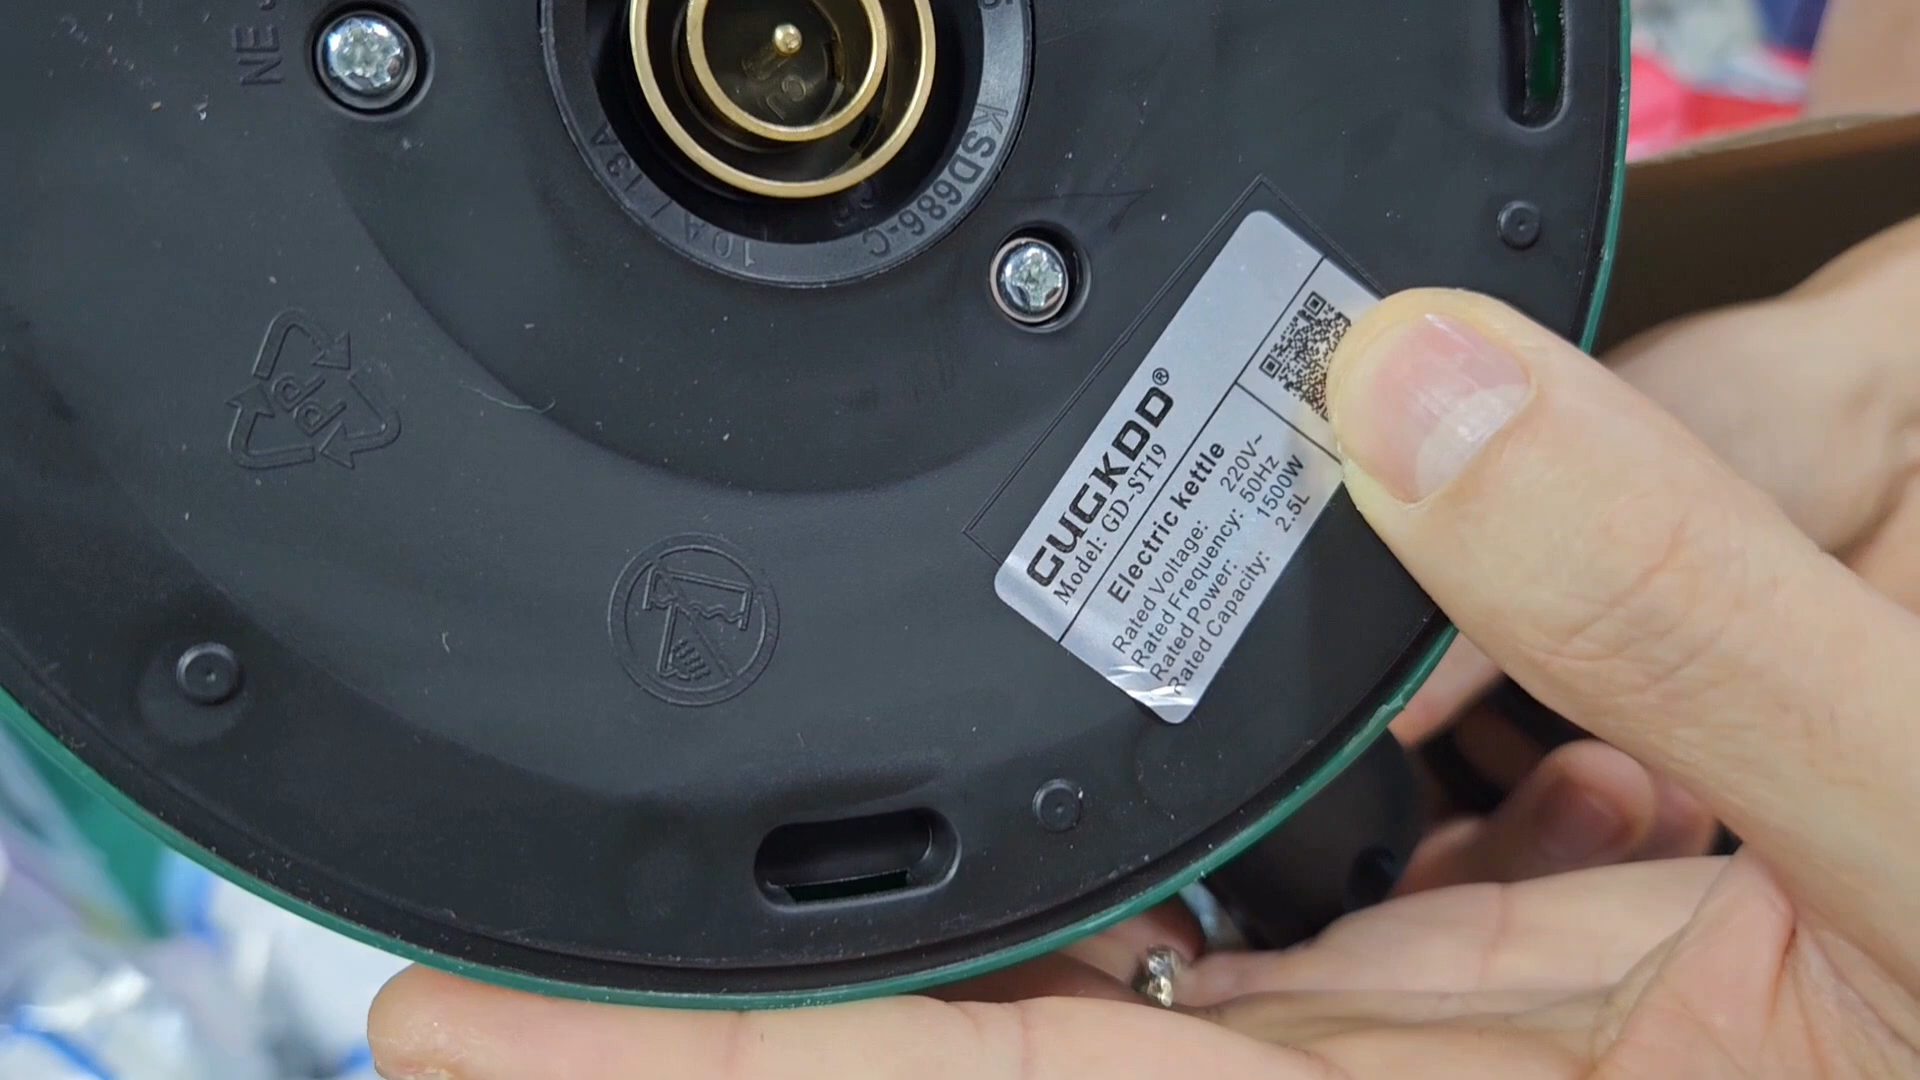 NE
10A / 13A
KSD686-C
PP
GUGKDD®
Model: GD-ST19
Electric kettle
Rated Voltage: 220V~
Rated Frequency: 50Hz
Rated Power: 1500W
Rated Capacity: 2.5L